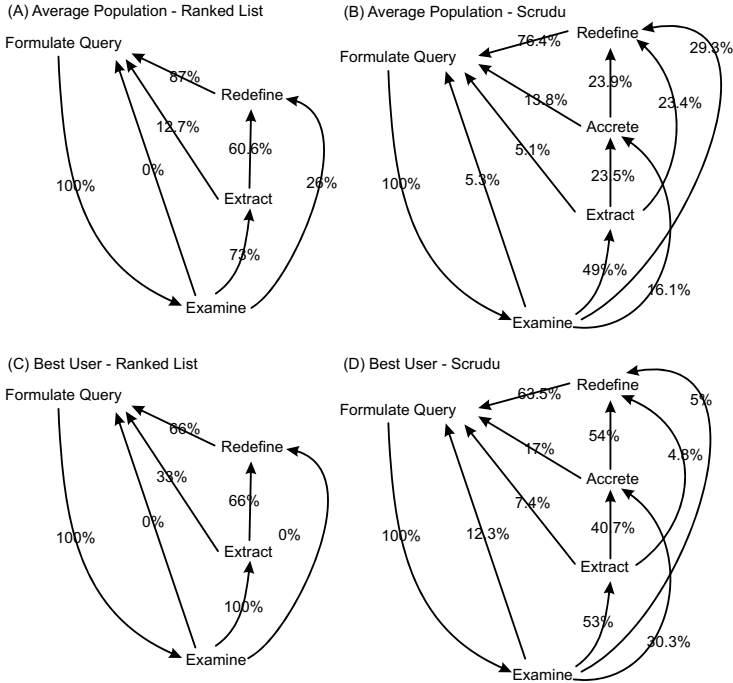 (A) Average Population - Ranked List
Formulate Query
87%
Redefine
12.7%
60.6%
0%
100%
26%
Extract
73%
Examine
(B) Average Population - Scrudu
Redefine
76.4%
29.3%
Formulate Query
23.9%
13.8%
23.4%
Accrete
5.1%
100%
5.3%
23.5%
Extract
49%%
16.1%
Examine
(C) Best User - Ranked List
Formulate Query
66%
Redefine
33%
66%
0%
0%
100%
Extract
100%
Examine
(D) Best User - Scrudu
Redefine
63.5%
5%
Formulate Query
54%
17%
4.8%
Accrete
7.4%
40.7%
100%
12.3%
Extract
53%
30.3%
Examine